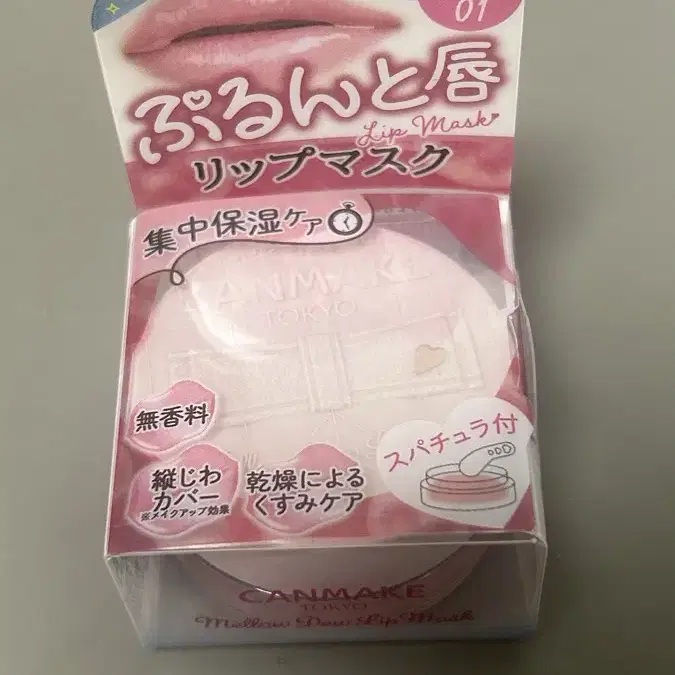 01
ぷるんと唇
Lip Mask
リップマスク
集中保湿ケア
CANMAKE
TOKYO
無香料
縦じわ
カバー
※メイクアップ効果
乾燥による
くすみケア
スパチュラ付
CANMAKE
TOKYO
Mellow Dew Lip Mask